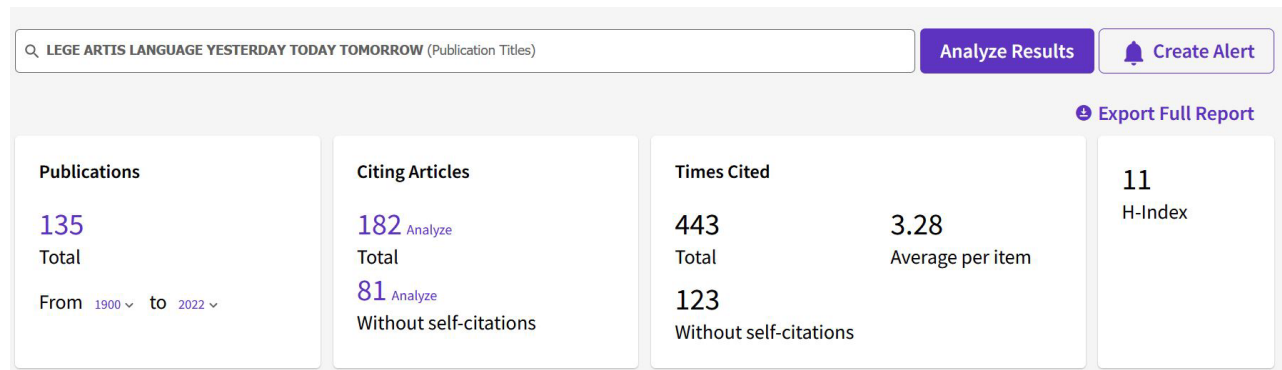 LEGE ARTIS LANGUAGE YESTERDAY TODAY TOMORROW (Publication Titles)
Analyze Results
Create Alert
Export Full Report
Publications
135
Total
From 1900 to 2022
Citing Articles
182 Analyze
Total
81 Analyze
Without self-citations
Times Cited
443
Total
123
Without self-citations
3.28
Average per item
11
H-Index